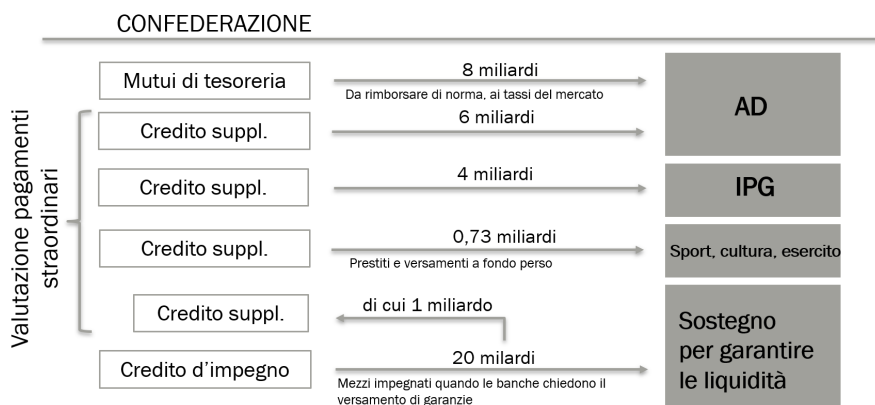 CONFEDERAZIONE
Mutui di tesoreria
8 miliardi
Da rimborsare di norma, ai tassi del mercato
AD
Credito suppl.
6 miliardi
Valutazione pagamenti
straordinari
Credito suppl.
4 miliardi
IPG
Credito suppl.
0,73 miliardi
Prestiti e versamenti a fondo perso
Sport, cultura, esercito
Credito suppl.
di cui 1 miliardo
Credito d'impegno
20 milardi
Mezzi impegnati quando le banche chiedono il
versamento di garanzie
Sostegno
per garantire
le liquidità